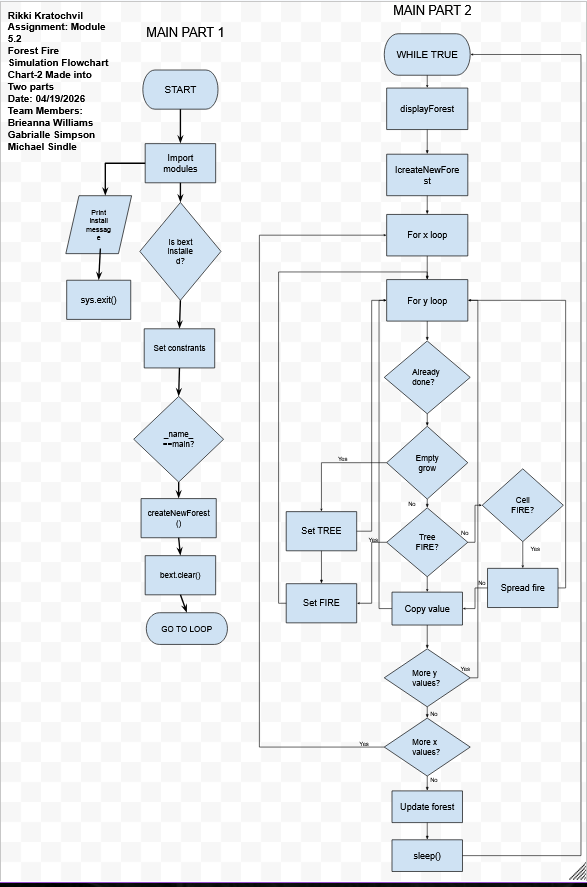 Rikki Kratochvil
Assignment: Module
5.2
Forest Fire
Simulation Flowchart
Chart-2 Made into
Two parts
Date: 04/19/2026
Team Members:
Brieanna Williams
Gabrialle Simpson
Michael Sindle
MAIN PART 1
START
Import
modules
Print
install
messag
e
sys.exit()
Is bext
installe
d?
Set constrants
_name_
==main?
createNewForest
()
bext.clear()
GO TO LOOP
MAIN PART 2
WHILE TRUE
displayForest
lcreateNewFore
st
For x loop
For y loop
Already
done?
Empty
grow
Yes
No
Set TREE
Tree
FIRE?
Yes
No
Cell
FIRE?
Yes
Set FIRE
Copy value
No
Spread fire
More y
values?
Yes
No
More x
values?
Yes
No
Update forest
sleep()